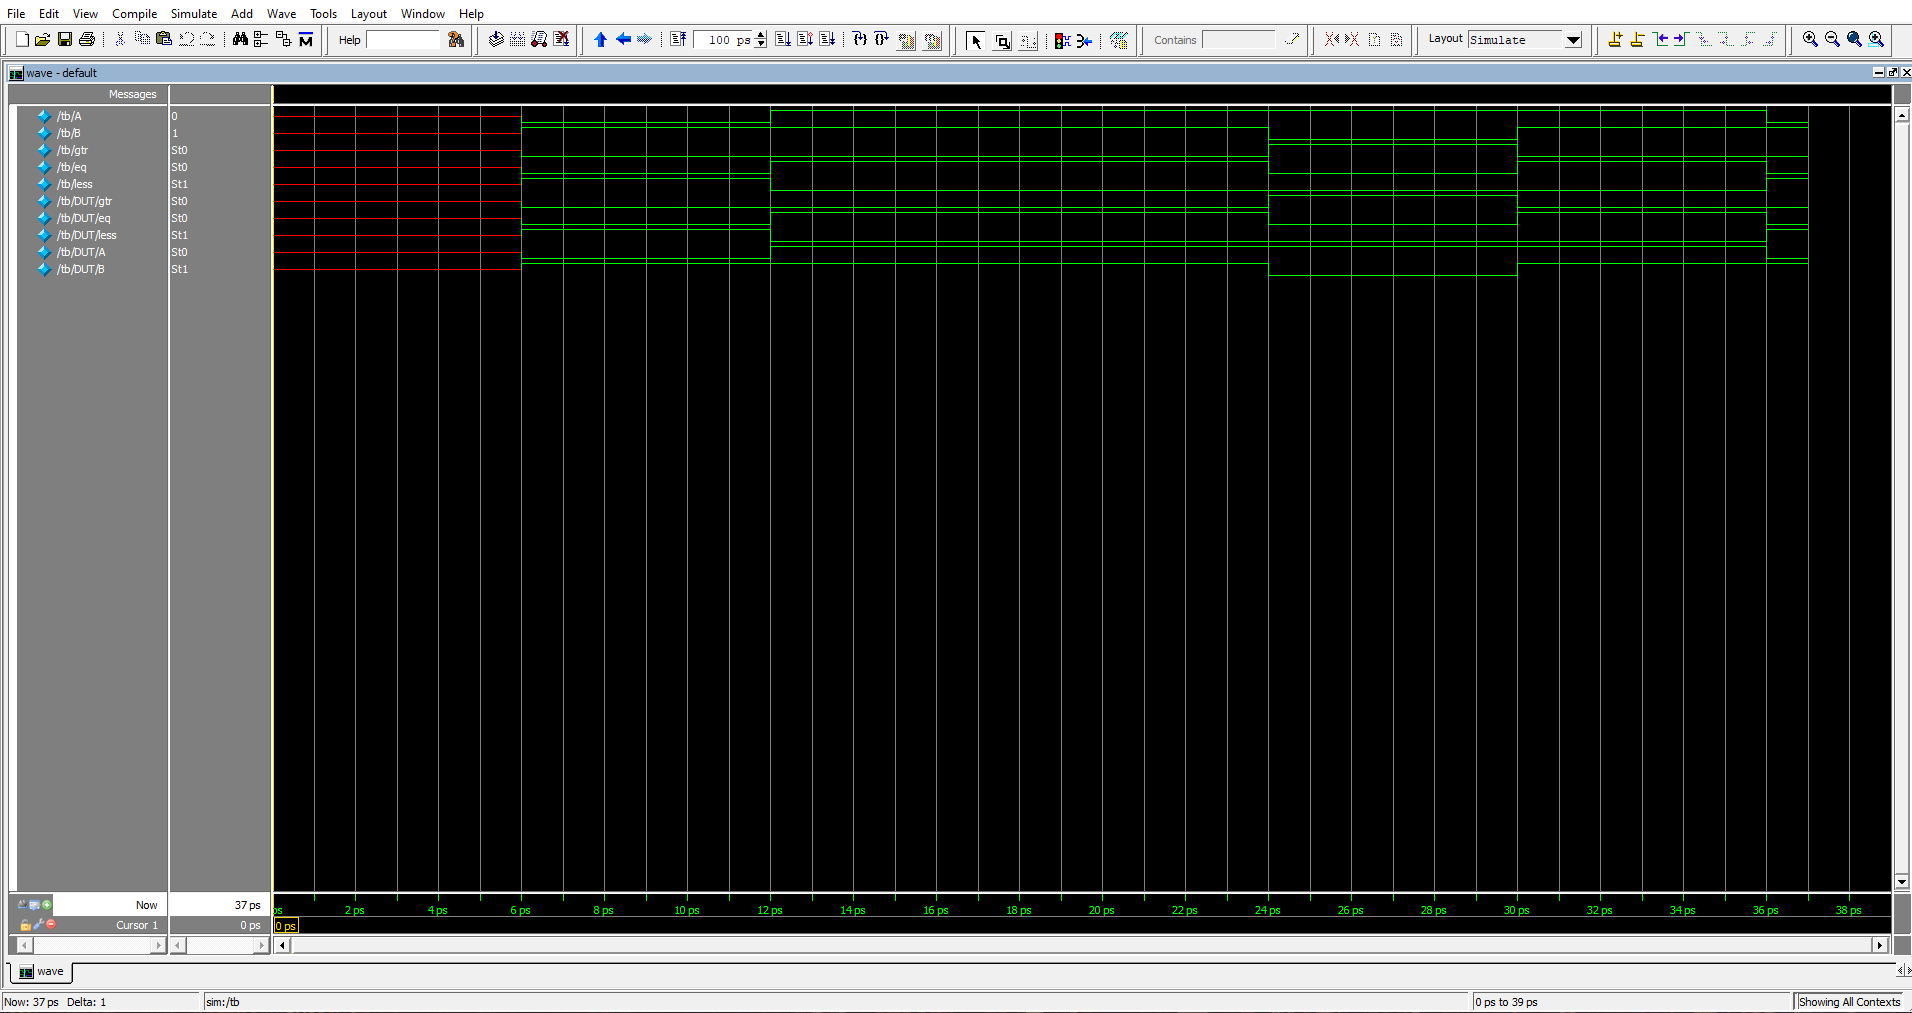 File Edit View Compile Simulate Add Wave Tools Layout Window Help
Help 100 ps Contains Layout Simulate
wave - default
Messages
/tb/A 0
/tb/B 1
/tb/gtr St0
/tb/eq St0
/tb/less St1
/tb/DUT/gtr St0
/tb/DUT/eq St0
/tb/DUT/less St1
/tb/DUT/A St0
/tb/DUT/B St1
Now 37 ps
ps 2 ps 4 ps 6 ps 8 ps 10 ps 12 ps 14 ps 16 ps 18 ps 20 ps 22 ps 24 ps 26 ps 28 ps 30 ps 32 ps 34 ps 36 ps 38 ps
Cursor 1 0 ps 0 ps
wave
Now: 37 ps Delta: 1 sim:/tb 0 ps to 39 ps Showing All Contexts